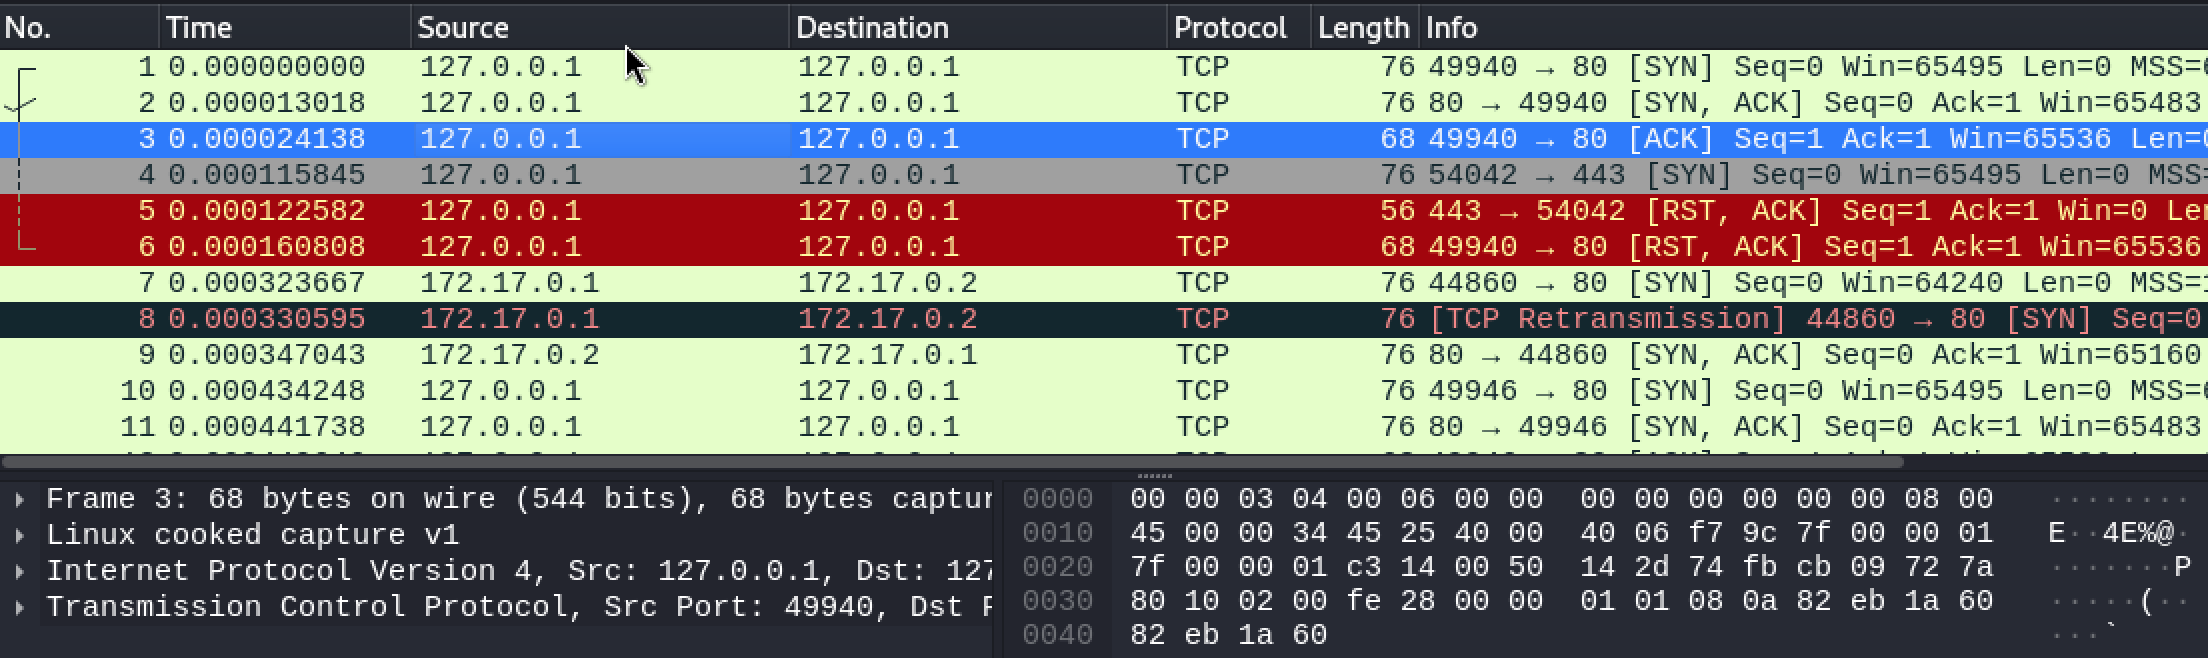 No. Time Source Destination Protocol Length Info
1 0.000000000 127.0.0.1 127.0.0.1 TCP 76 49940 → 80 [SYN] Seq=0 Win=65495 Len=0
2 0.000013018 127.0.0.1 127.0.0.1 TCP 76 80 → 49940 [SYN, ACK] Seq=0 Ack=1 Win=65483
3 0.000024138 127.0.0.1 127.0.0.1 TCP 68 49940 → 80 [ACK] Seq=1 Ack=1 Win=65536
4 0.000115845 127.0.0.1 127.0.0.1 TCP 76 54042 → 443 [SYN] Seq=0 Win=65495 Len=0 MSS=
5 0.000122582 127.0.0.1 127.0.0.1 TCP 56 443 → 54042 [RST, ACK] Seq=1 Ack=1 Win=0
6 0.000160808 127.0.0.1 127.0.0.1 TCP 68 49940 → 80 [RST, ACK] Seq=1 Ack=1 Win=65536
7 0.000323667 172.17.0.1 172.17.0.2 TCP 76 44860 → 80 [SYN] Seq=0 Win=64240 Len=0
8 0.000330595 172.17.0.1 172.17.0.2 TCP 76 [TCP Retransmission] 44860 → 80 [SYN] Seq=0
9 0.000347043 172.17.0.2 172.17.0.1 TCP 76 80 → 44860 [SYN, ACK] Seq=0 Ack=1 Win=65160
10 0.000434248 127.0.0.1 127.0.0.1 TCP 76 49946 → 80 [SYN] Seq=0 Win=65495 Len=0
11 0.000441738 127.0.0.1 127.0.0.1 TCP 76 80 → 49946 [SYN, ACK] Seq=0 Ack=1 Win=65483
Frame 3: 68 bytes on wire (544 bits), 68 bytes captur
Linux cooked capture v1
Internet Protocol Version 4, Src: 127.0.0.1, Dst: 127
Transmission Control Protocol, Src Port: 49940, Dst
0000 00 00 03 04 00 06 00 00 00 00 00 00 00 00 08 00 ········
0010 45 00 00 34 45 25 40 00 40 06 f7 9c 7f 00 00 01 E··4E%@·
0020 7f 00 00 01 c3 14 00 50 14 2d 74 fb cb 09 72 7a ·······P
0030 80 10 02 00 fe 28 00 00 01 01 08 0a 82 eb 1a 60 ·····(··
0040 82 eb 1a 60 ···`